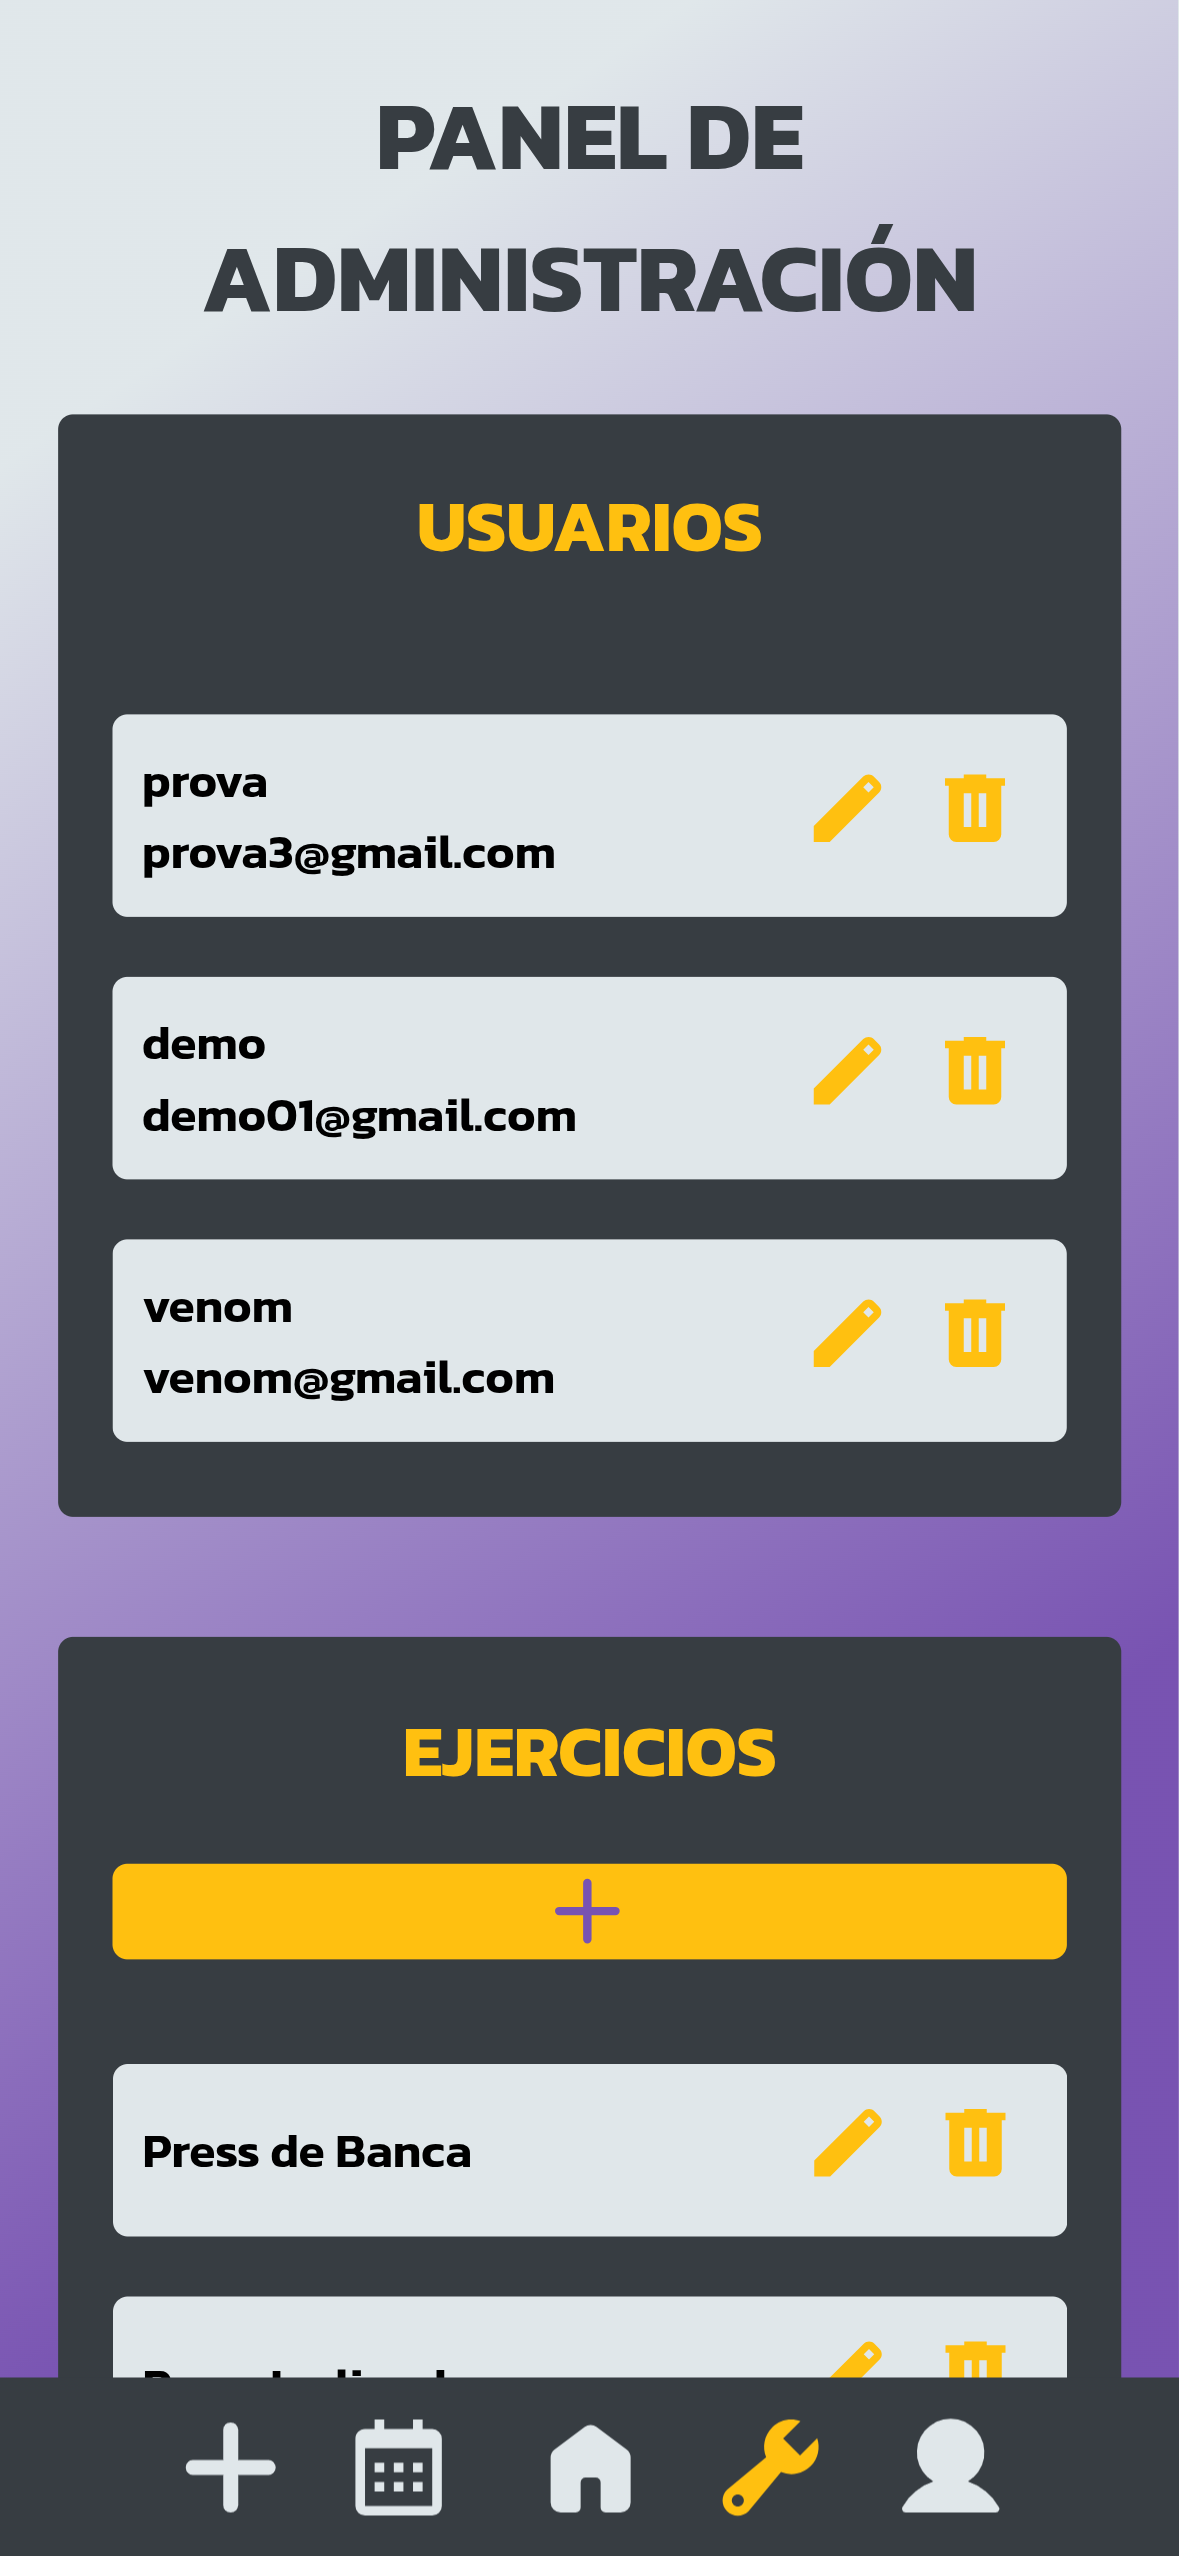 PANEL DE
ADMINISTRACIÓN
USUARIOS
prova
prova3@gmail.com
demo
demo01@gmail.com
venom
venom@gmail.com
EJERCICIOS
Press de Banca